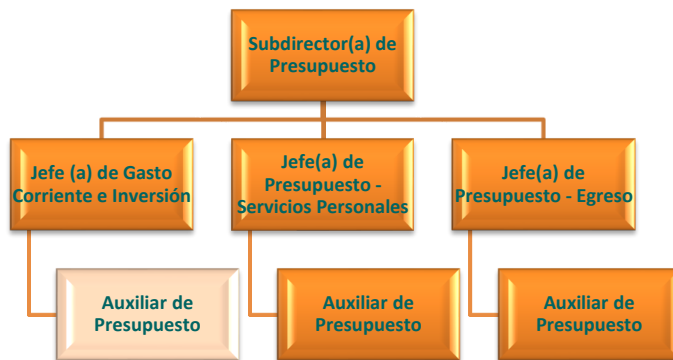 Subdirector(a) de
Presupuesto
Jefe (a) de Gasto
Corriente e Inversión
Jefe(a) de
Presupuesto -
Servicios Personales
Jefe(a) de
Presupuesto - Egreso
Auxiliar de
Presupuesto
Auxiliar de
Presupuesto
Auxiliar de
Presupuesto